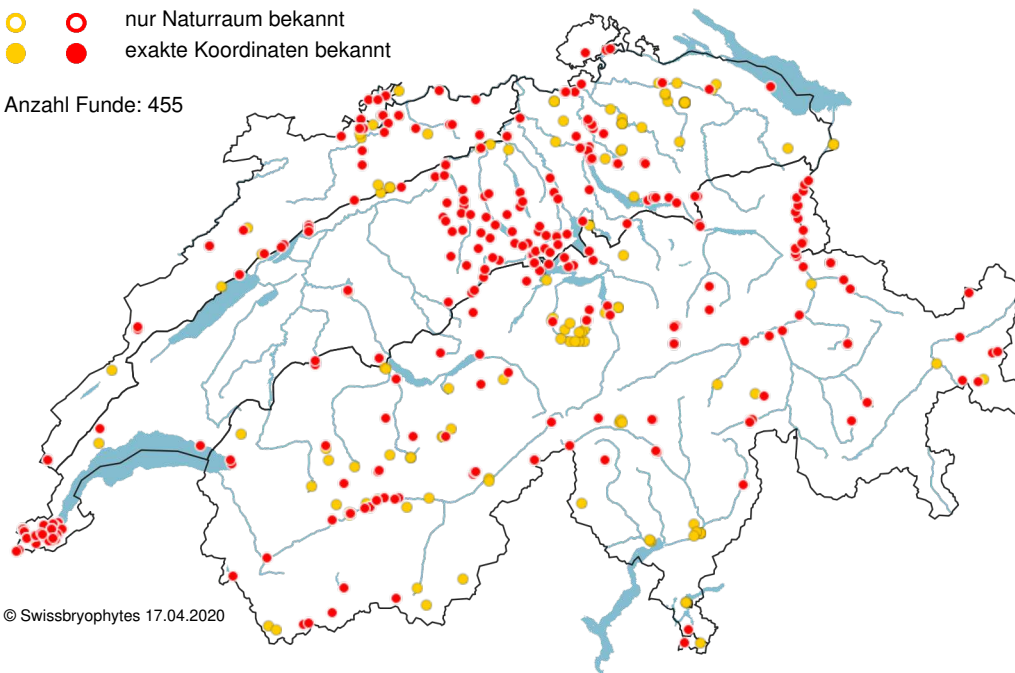 nur Naturraum bekannt
exakte Koordinaten bekannt
Anzahl Funde: 455
© Swissbryophytes 17.04.2020